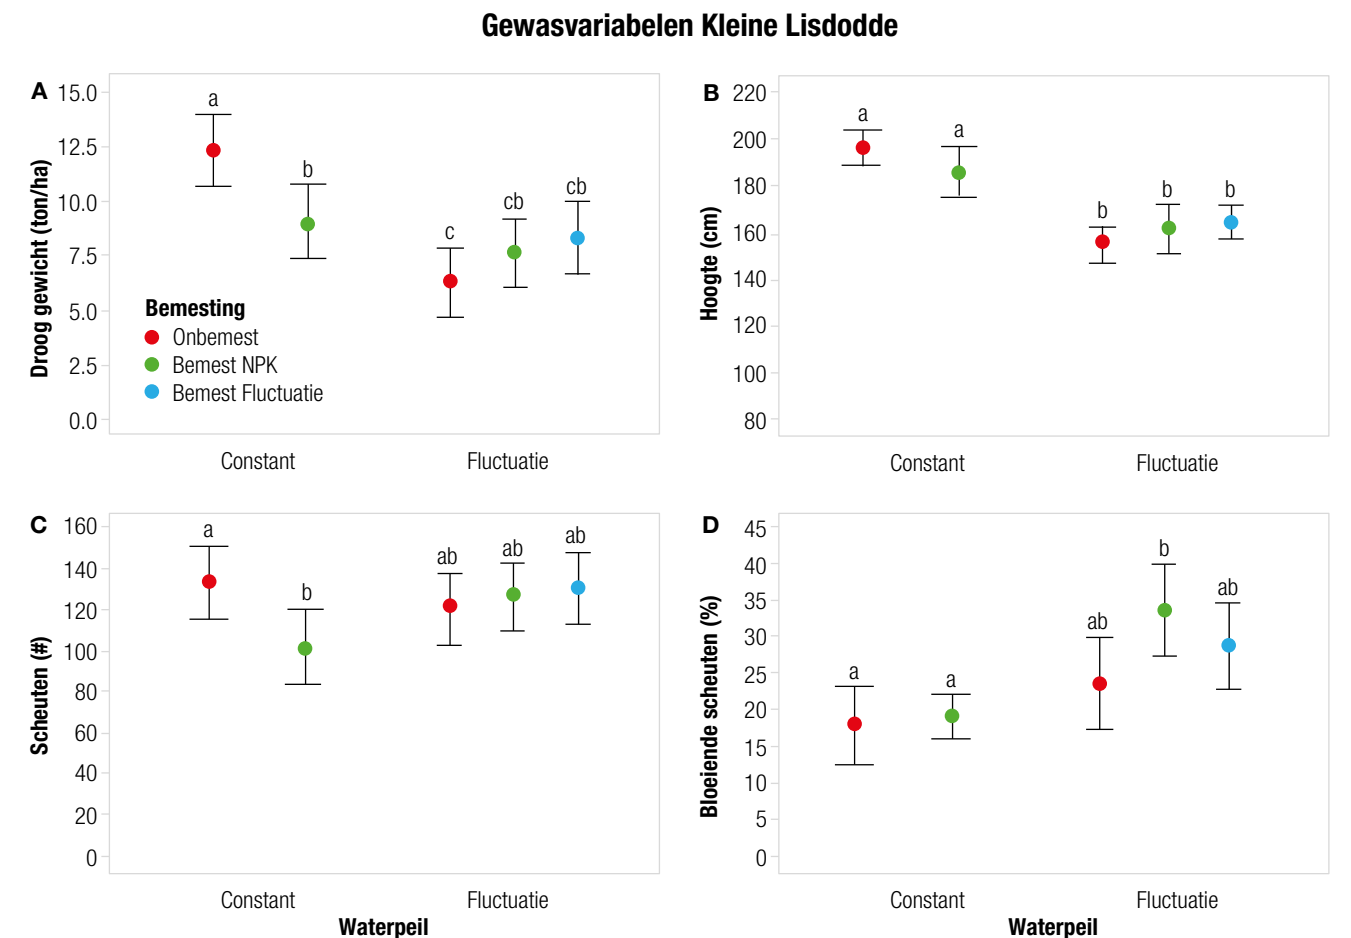 Gewasvariabelen Kleine Lisdodde
A
Droog gewicht (ton/ha)
15.0
12.5
10.0
7.5
5.0
2.5
0.0
a
b
c
cb
cb
Bemesting
Onbemest
Bemest NPK
Bemest Fluctuatie
Constant
Fluctuatie
B
Hoogte (cm)
220
200
180
160
140
120
100
80
a
a
b
b
b
Constant
Fluctuatie
C
Scheuten (#)
160
140
120
100
80
60
40
20
0
a
b
ab
ab
ab
Constant
Fluctuatie
Waterpeil
D
Bloeiende scheuten (%)
45
40
35
30
25
20
15
10
5
0
a
a
ab
b
ab
Constant
Fluctuatie
Waterpeil